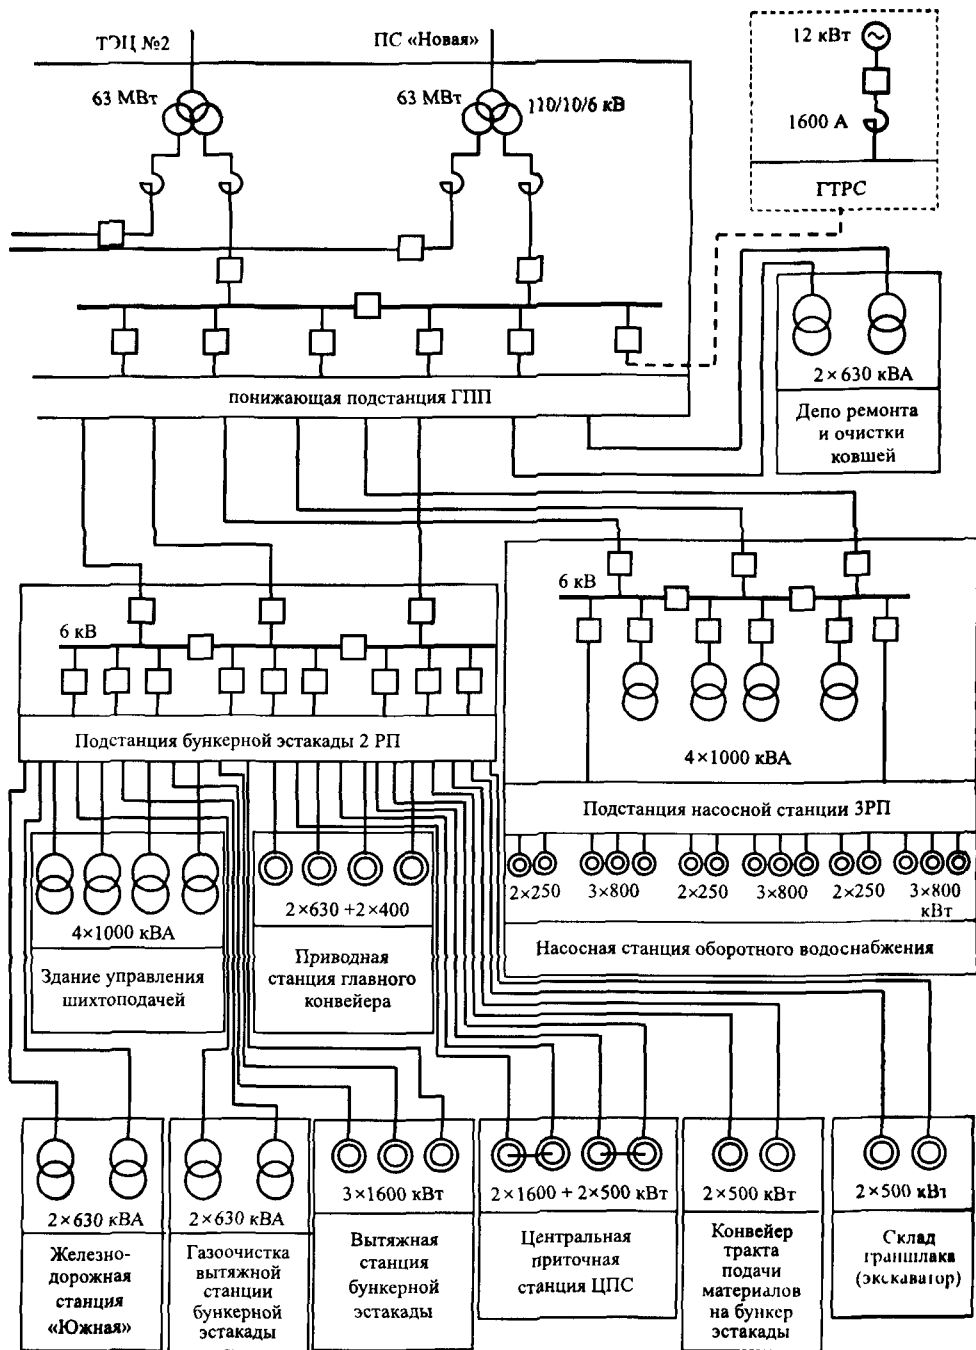 ТЭЦ №2
ПС «Новая»
12 кВт
63 МВт
63 МВт
110/10/6 кВ
1600 А
ГТРС
2×630 кВА
понижающая подстанция ГПП
Депо ремонта
и очистки
ковшей
6 кВ
6 кВ
4×1000 кВА
Подстанция бункерной эстакады 2 РП
Подстанция насосной станции 3РП
2×250
3×800
2×250
3×800
2×250
3×800
кВт
2×630 +2×400
4×1000 кВА
Насосная станция оборотного водоснабжения
Здание управления
шихтоподачей
Приводная
станция главного
конвейера
2×630 кВА
2×630 кВА
3×1600 кВт
2×1600 + 2×500 кВт
2×500 кВт
2×500 кВт
Железно-
дорожная
станция
«Южная»
Газоочистка
вытяжной
станции
бункерной
эстакады
Вытяжная
станция
бункерной
эстакады
Центральная
приточная
станция ЦПС
Конвейер
тракта
подачи
материалов
на бункер
эстакады
Склад
граншлака
(экскаватор)